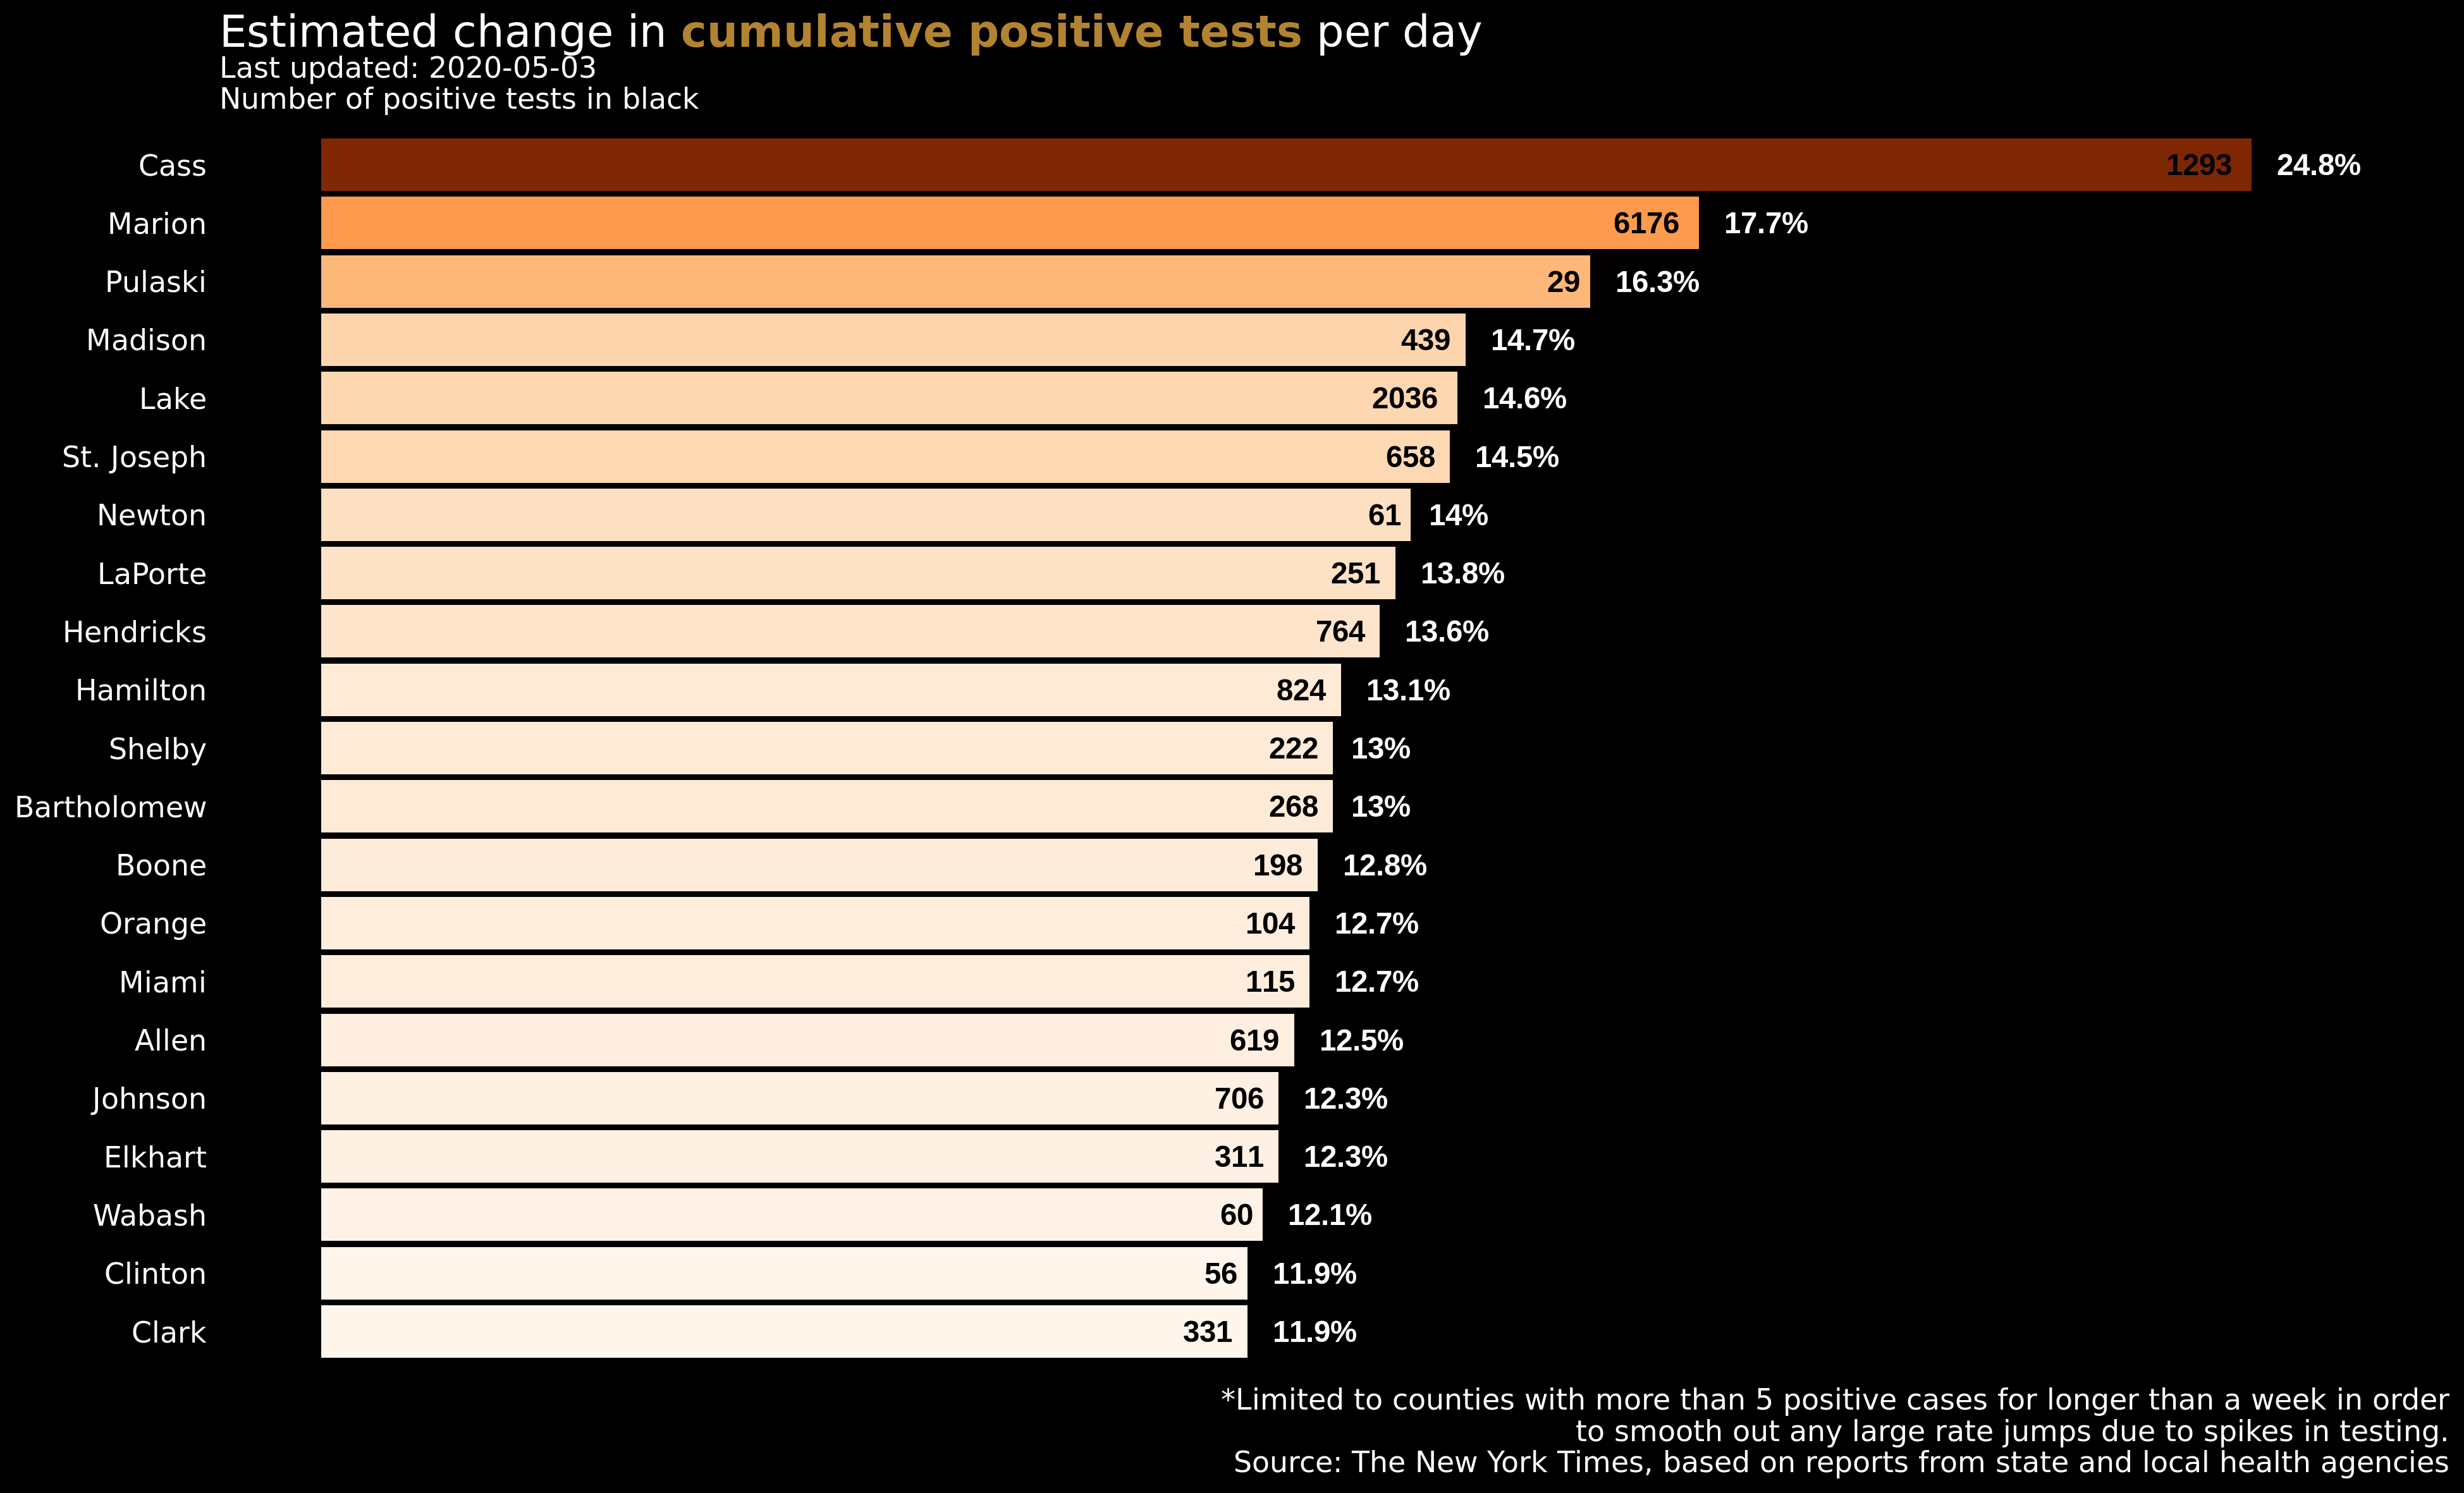 Estimated change in cumulative positive tests per day
Last updated: 2020-05-03
Number of positive tests in black
Cass 1293 24.8%
Marion 6176 17.7%
Pulaski 29 16.3%
Madison 439 14.7%
Lake 2036 14.6%
St. Joseph 658 14.5%
Newton 61 14%
LaPorte 251 13.8%
Hendricks 764 13.6%
Hamilton 824 13.1%
Shelby 222 13%
Bartholomew 268 13%
Boone 198 12.8%
Orange 104 12.7%
Miami 115 12.7%
Allen 619 12.5%
Johnson 706 12.3%
Elkhart 311 12.3%
Wabash 60 12.1%
Clinton 56 11.9%
Clark 331 11.9%
*Limited to counties with more than 5 positive cases for longer than a week in order
to smooth out any large rate jumps due to spikes in testing.
Source: The New York Times, based on reports from state and local health agencies